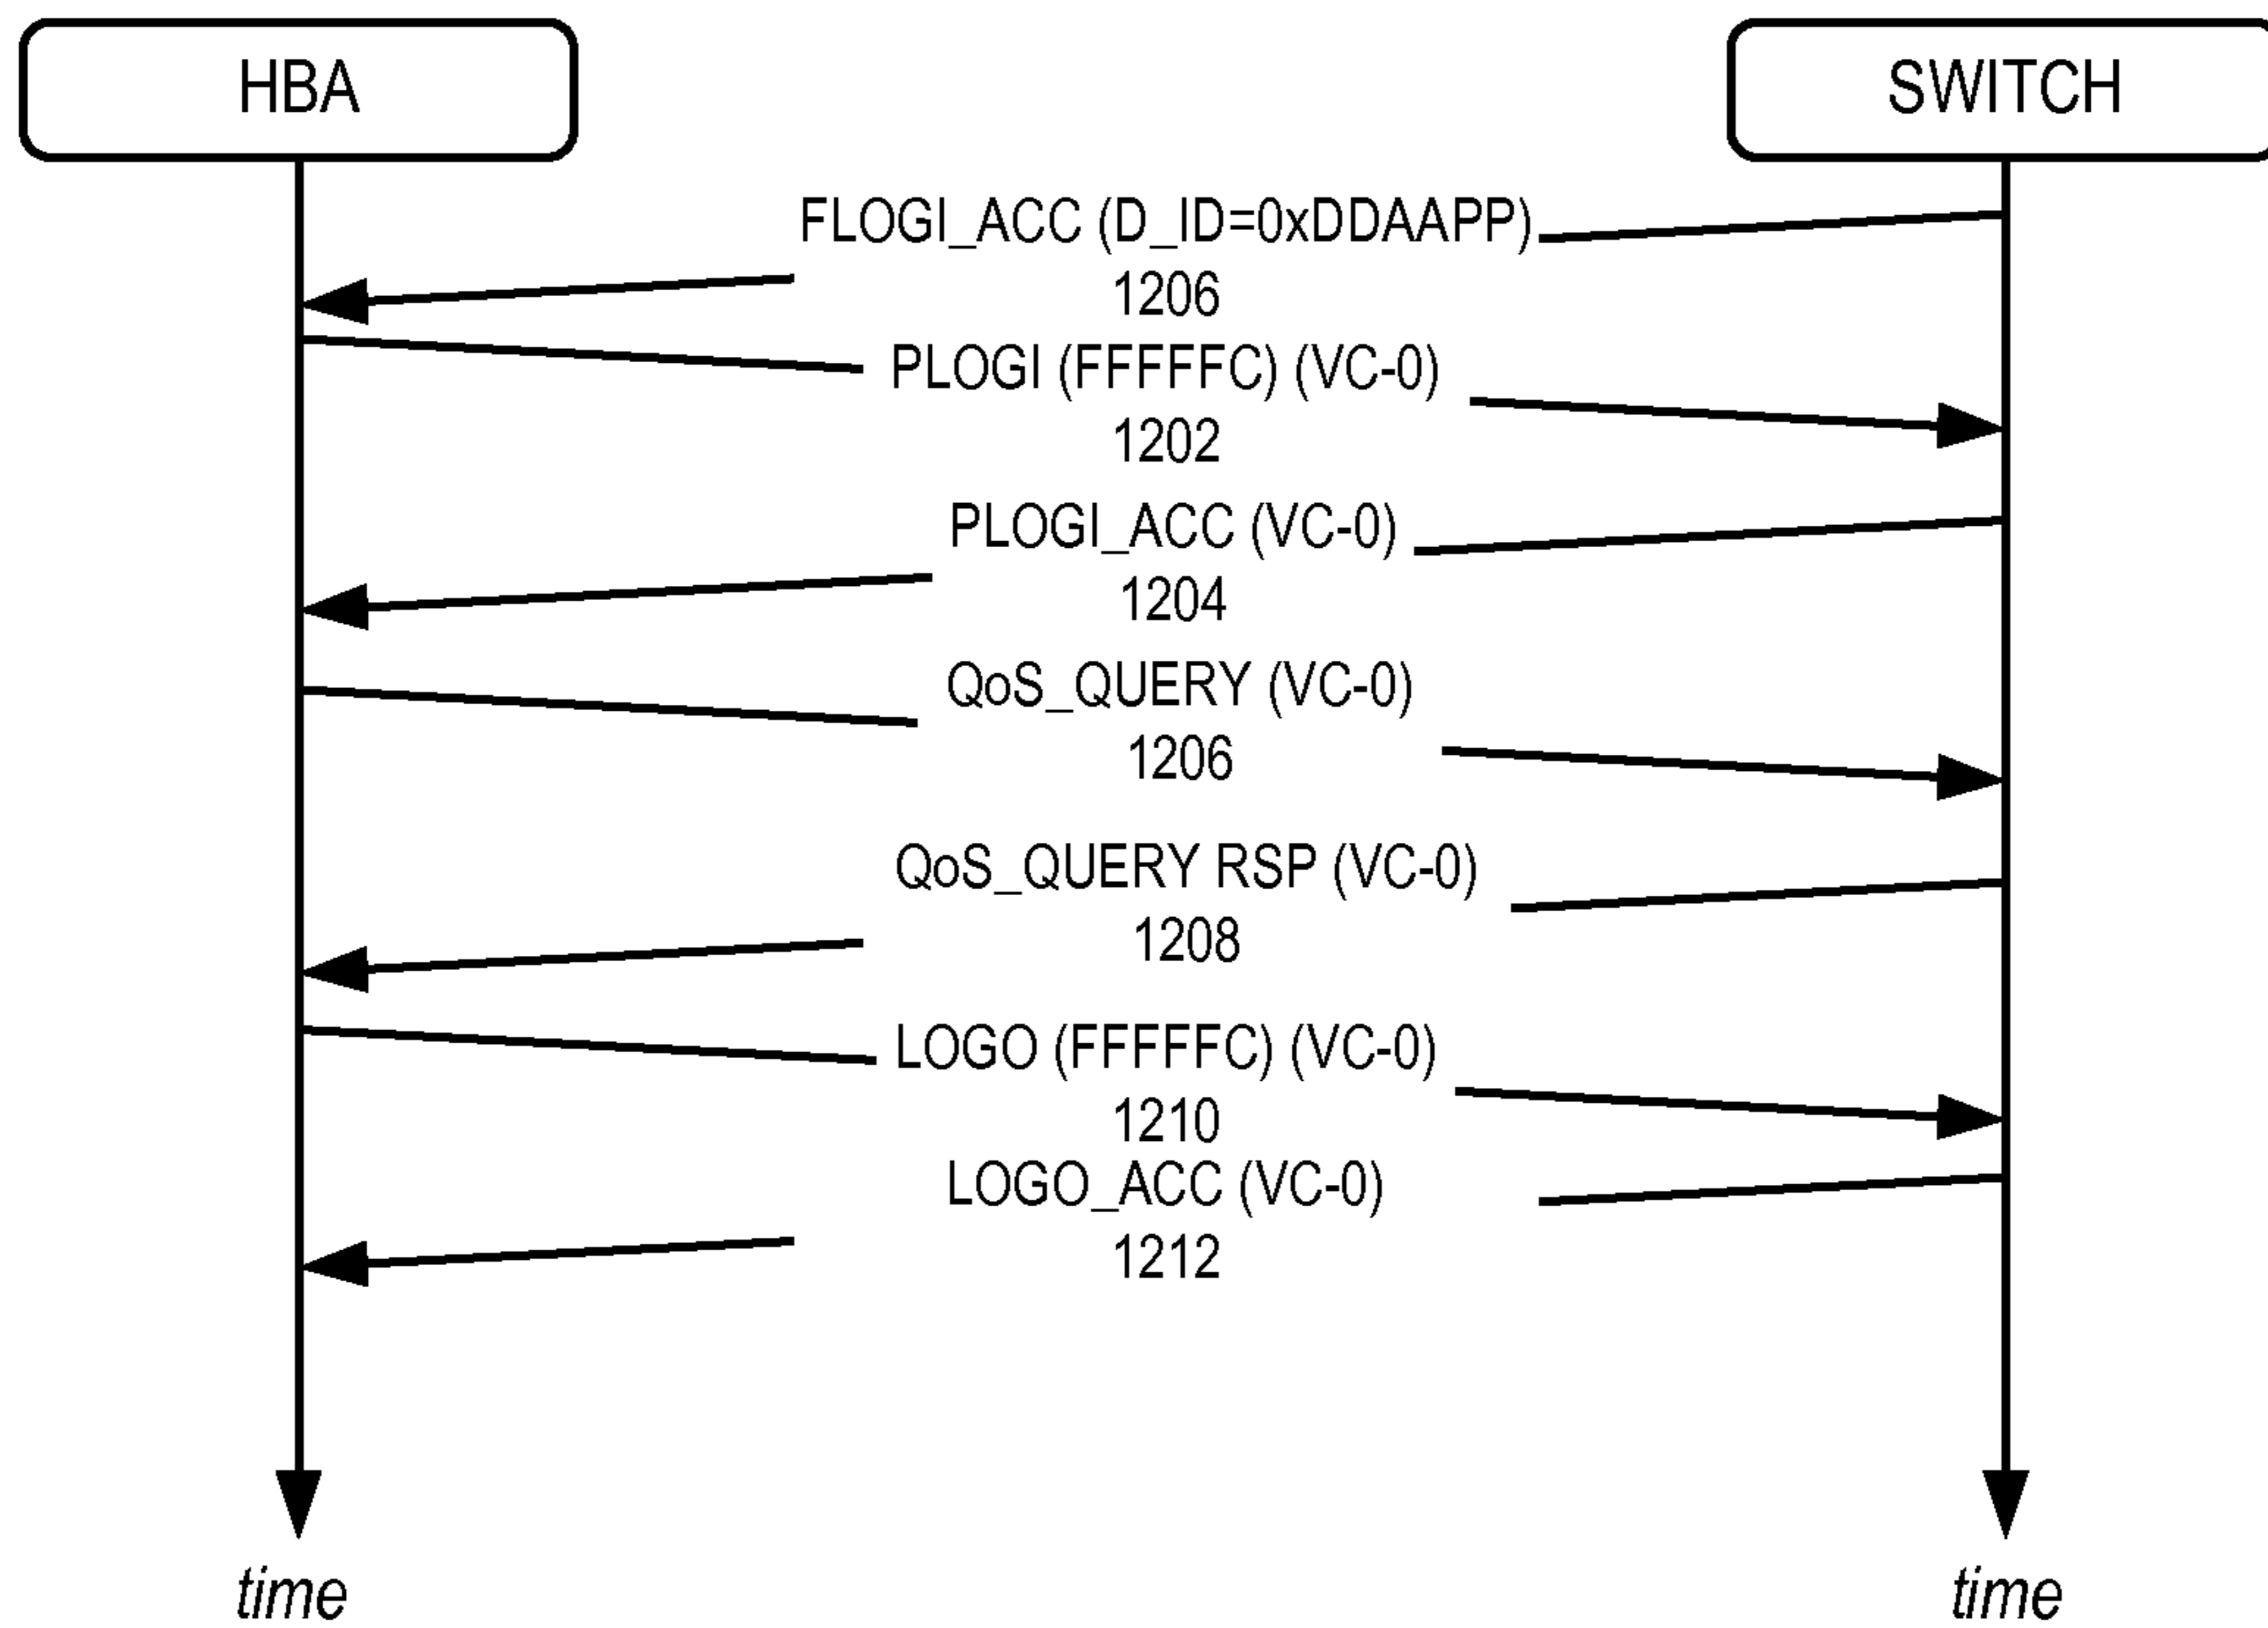 HBA
SWITCH
FLOGI_ACC (D_ID=0xDDAAPP)
1206
PLOGI (FFFFFC) (VC-0)
1202
PLOGI_ACC (VC-0)
1204
QoS_QUERY (VC-0)
1206
QoS_QUERY RSP (VC-0)
1208
LOGO (FFFFFC) (VC-0)
1210
LOGO_ACC (VC-0)
1212
time
time